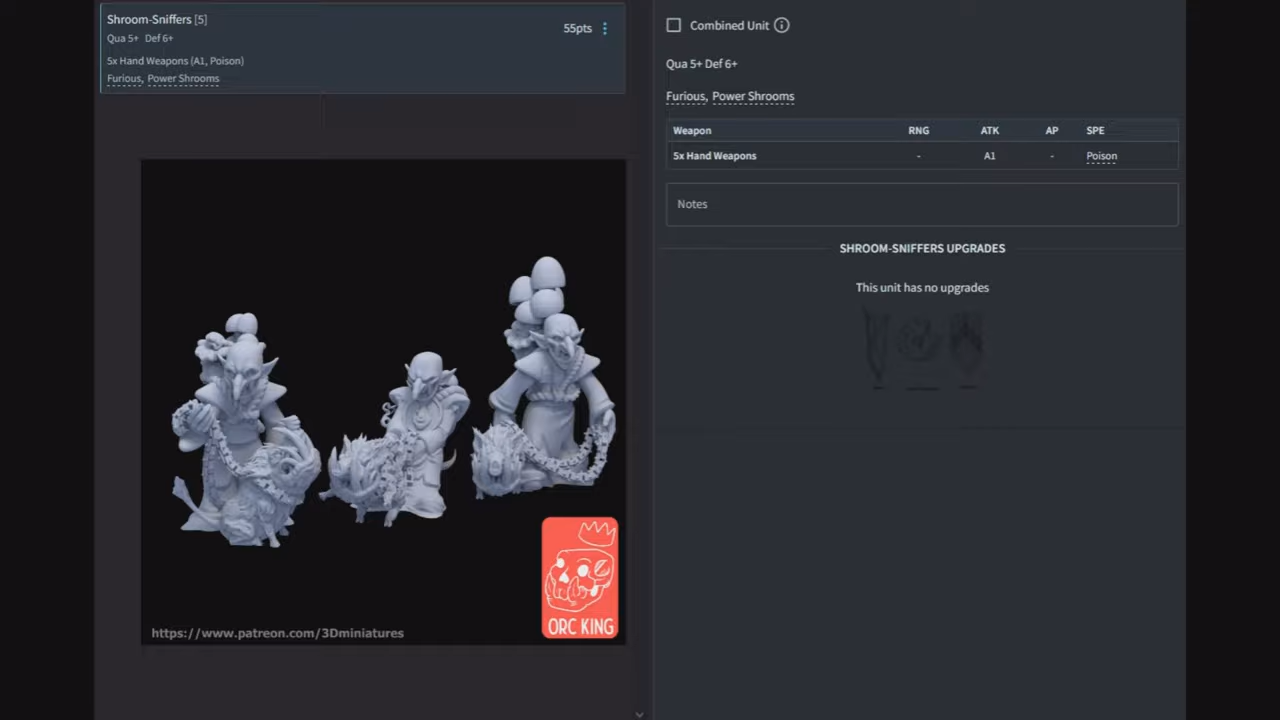 Shroom-Sniffers [5]
55pts
Qua 5+ Def 6+
5x Hand Weapons (A1, Poison)
Furious, Power Shrooms
https://www.patreon.com/3Dminiatures
ORC KING
Combined Unit
Qua 5+ Def 6+
Furious, Power Shrooms
Weapon RNG ATK AP SPE
5x Hand Weapons - A1 - Poison
Notes
SHROOM-SNIFFERS UPGRADES
This unit has no upgrades